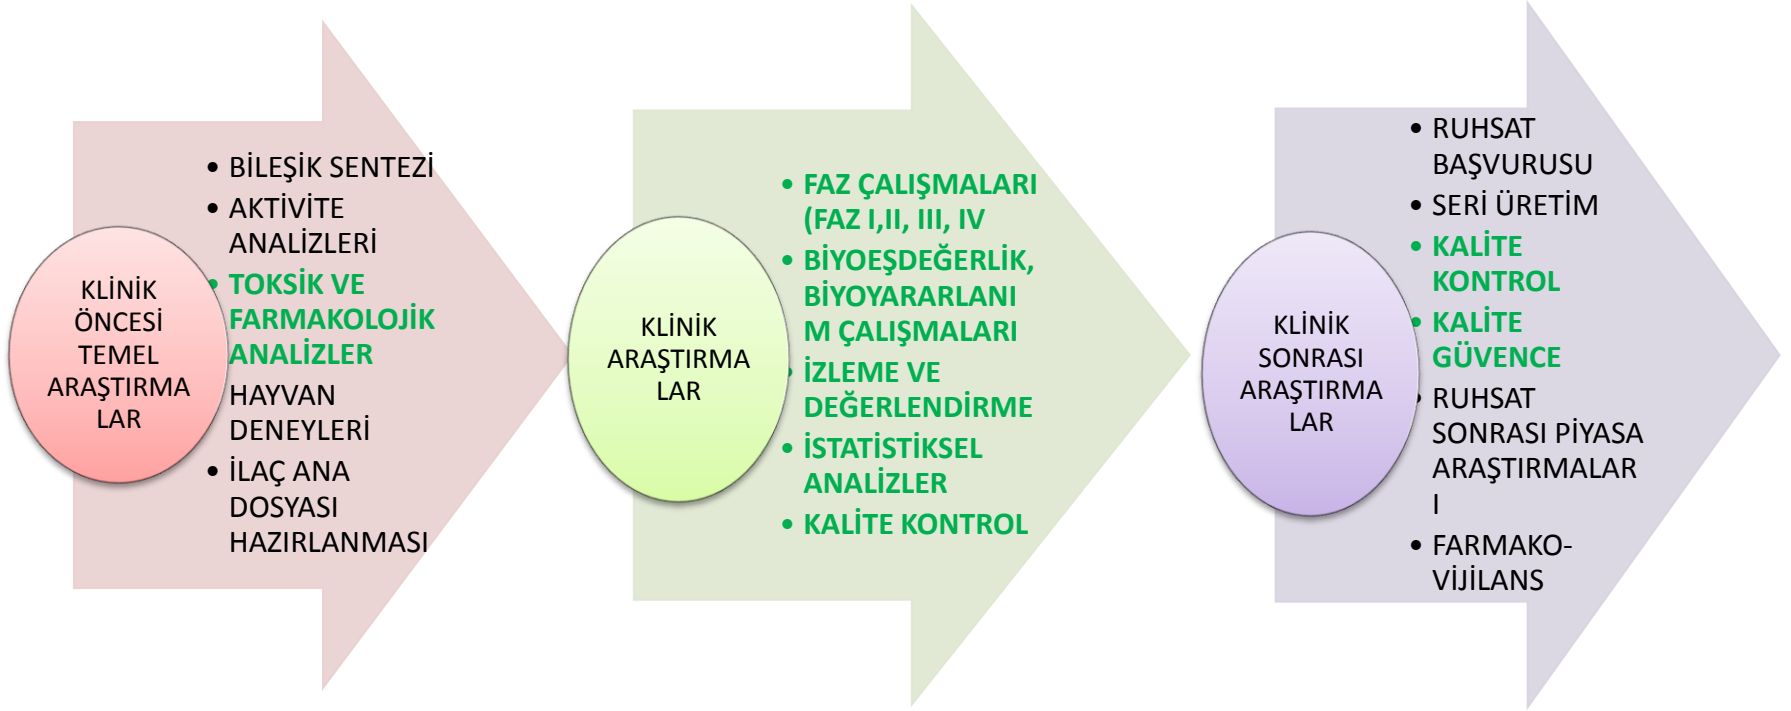 KLİNİK
ÖNCESİ
TEMEL
ARAŞTIRMA
LAR
• BİLEŞİK SENTEZİ
• AKTİVİTE
ANALİZLERİ
• TOKSİK VE
FARMAKOLOJİK
ANALİZLER
HAYVAN
DENEYLERİ
• İLAÇ ANA
DOSYASI
HAZIRLANMASI
KLİNİK
ARAŞTIRMA
LAR
• FAZ ÇALIŞMALARI
(FAZ I,II, III, IV
• BİYOEŞDEĞERLİK,
BİYOYARARLANI
M ÇALIŞMALARI
• İZLEME VE
DEĞERLENDİRME
• İSTATİSTİKSEL
ANALİZLER
• KALİTE KONTROL
KLİNİK
SONRASI
ARAŞTIRMA
LAR
• RUHSAT
BAŞVURUSU
• SERİ ÜRETİM
• KALİTE
KONTROL
• KALİTE
GÜVENCE
• RUHSAT
SONRASI PİYASA
ARAŞTIRMALAR
I
• FARMAKO-
VİJİLANS